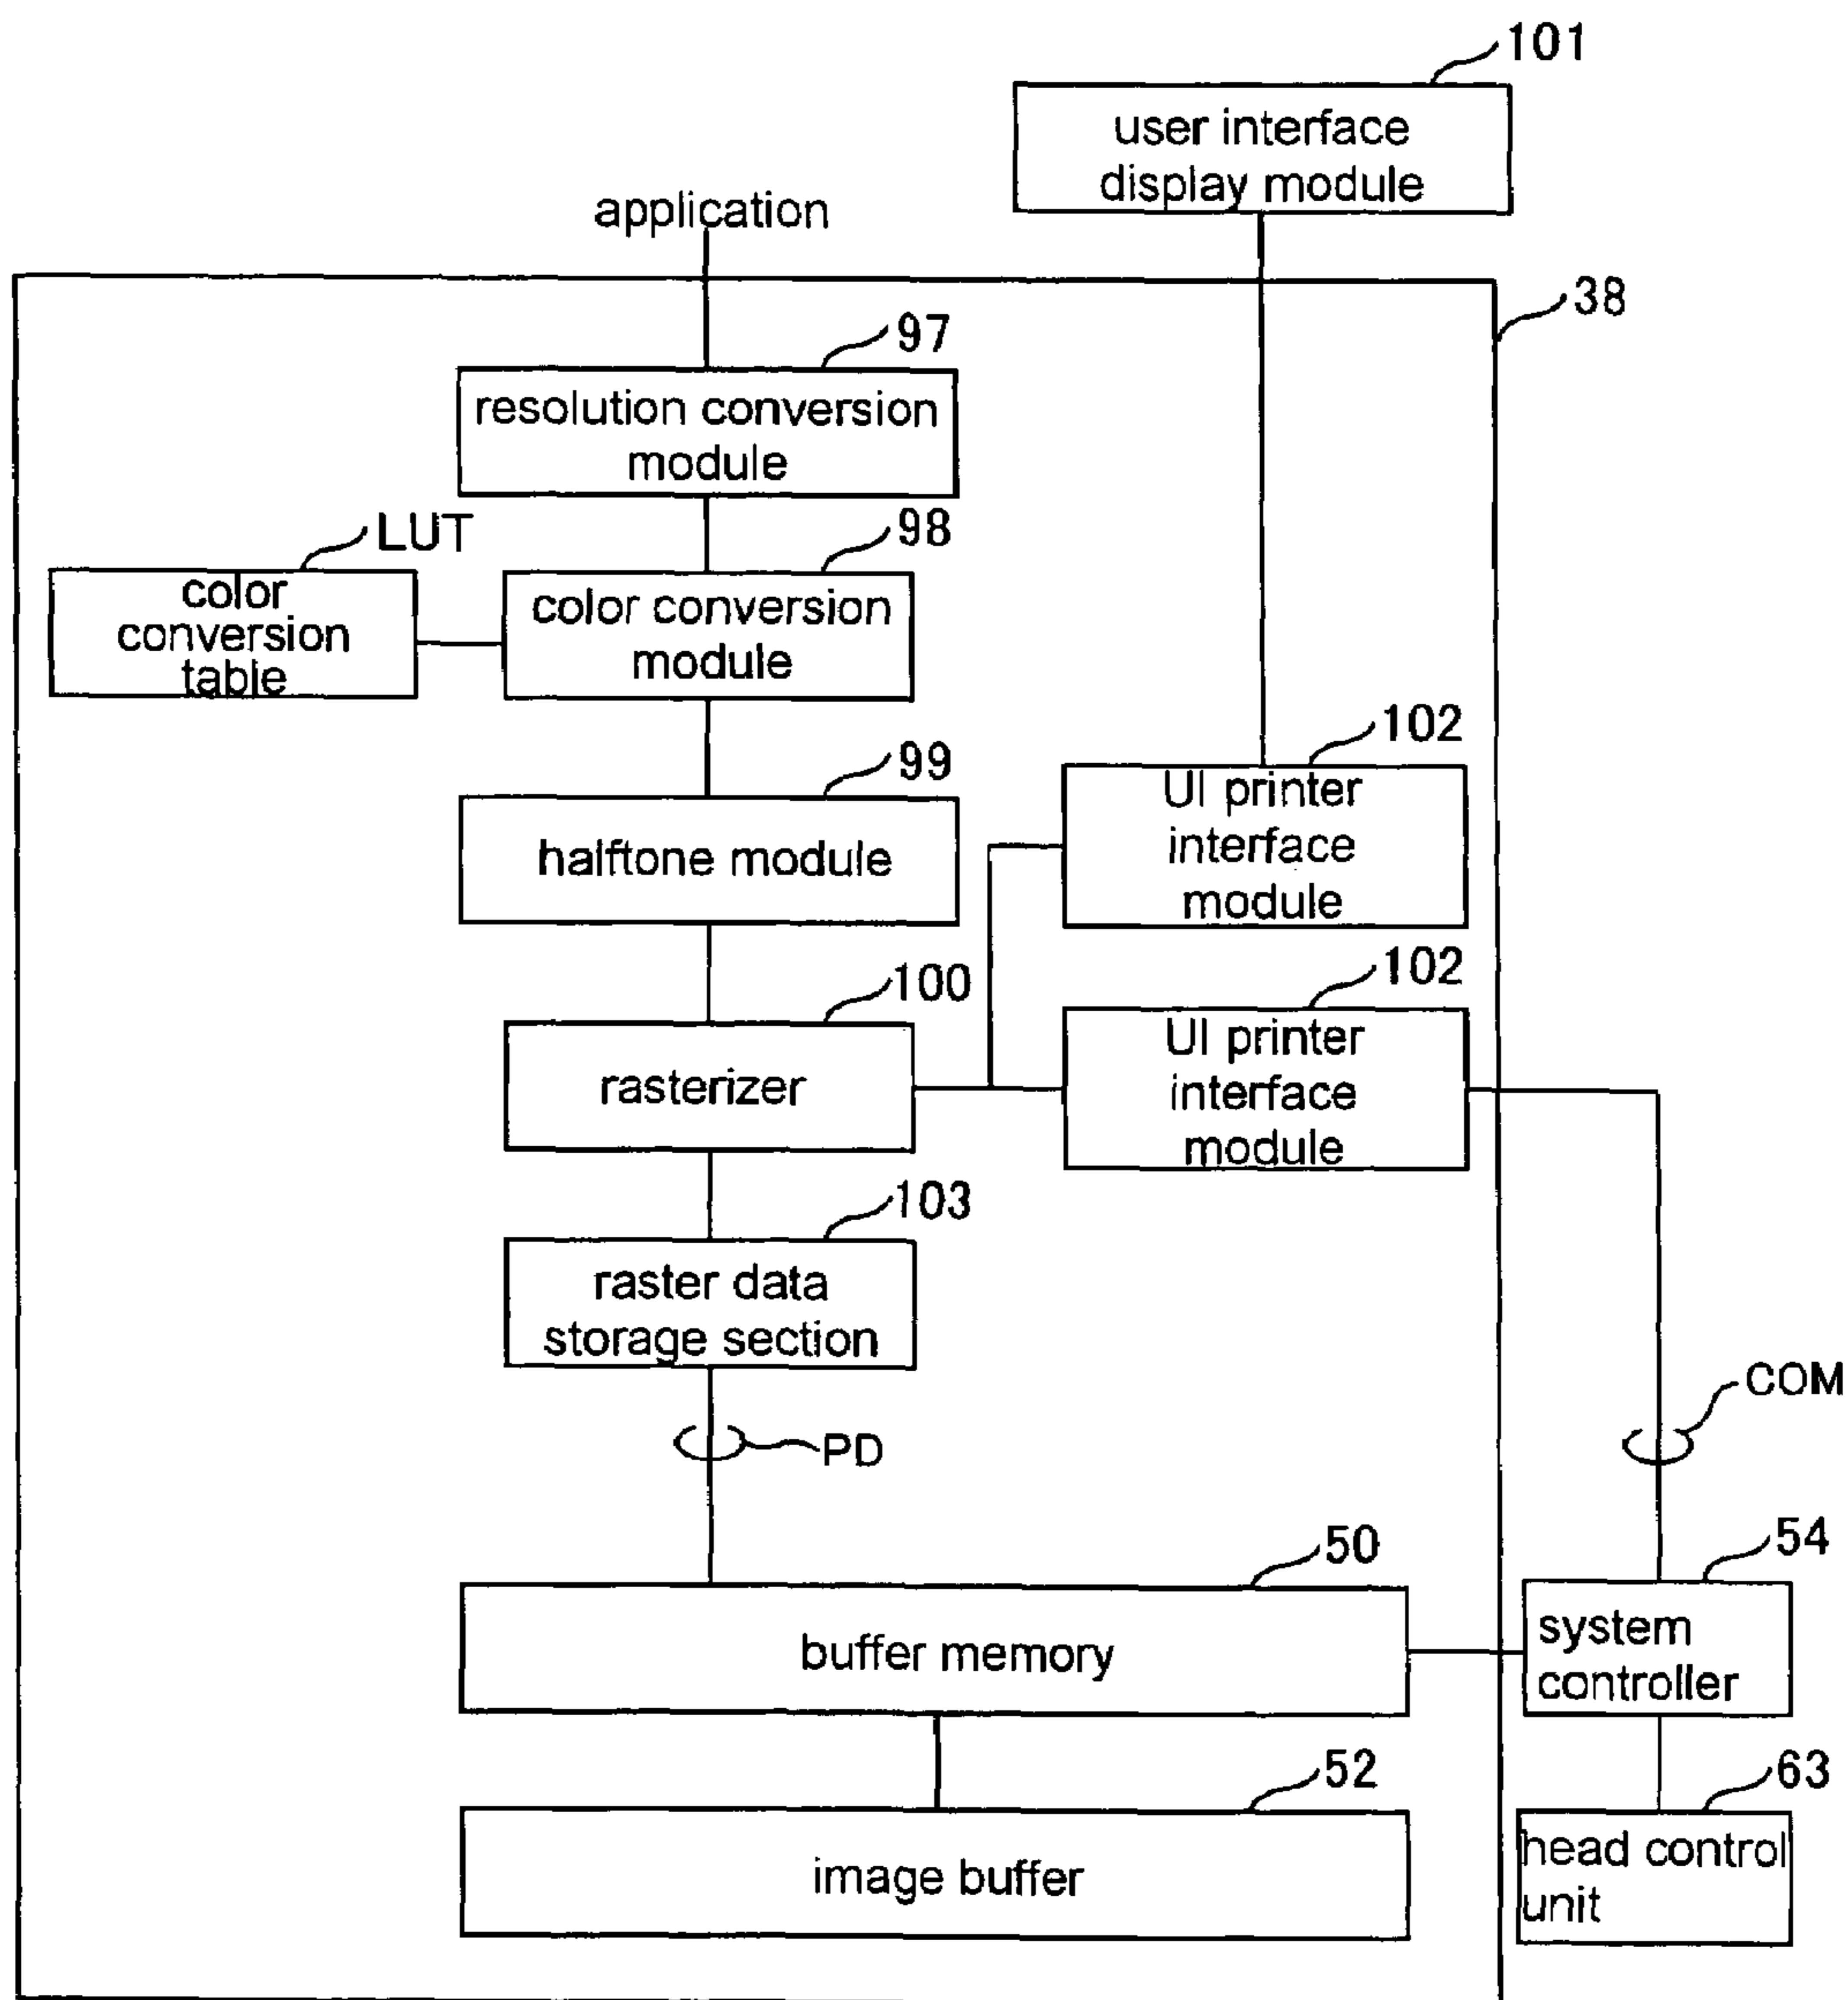 101
user interface
display module
application
38
97
resolution conversion
module
LUT
98
color
conversion
table
color conversion
module
102
99
UI printer
interface
module
halftone module
100
102
rasterizer
UI printer
interface
module
103
raster data
storage section
COM
PD
50
54
buffer memory
system
controller
52
63
image buffer
head control
unit